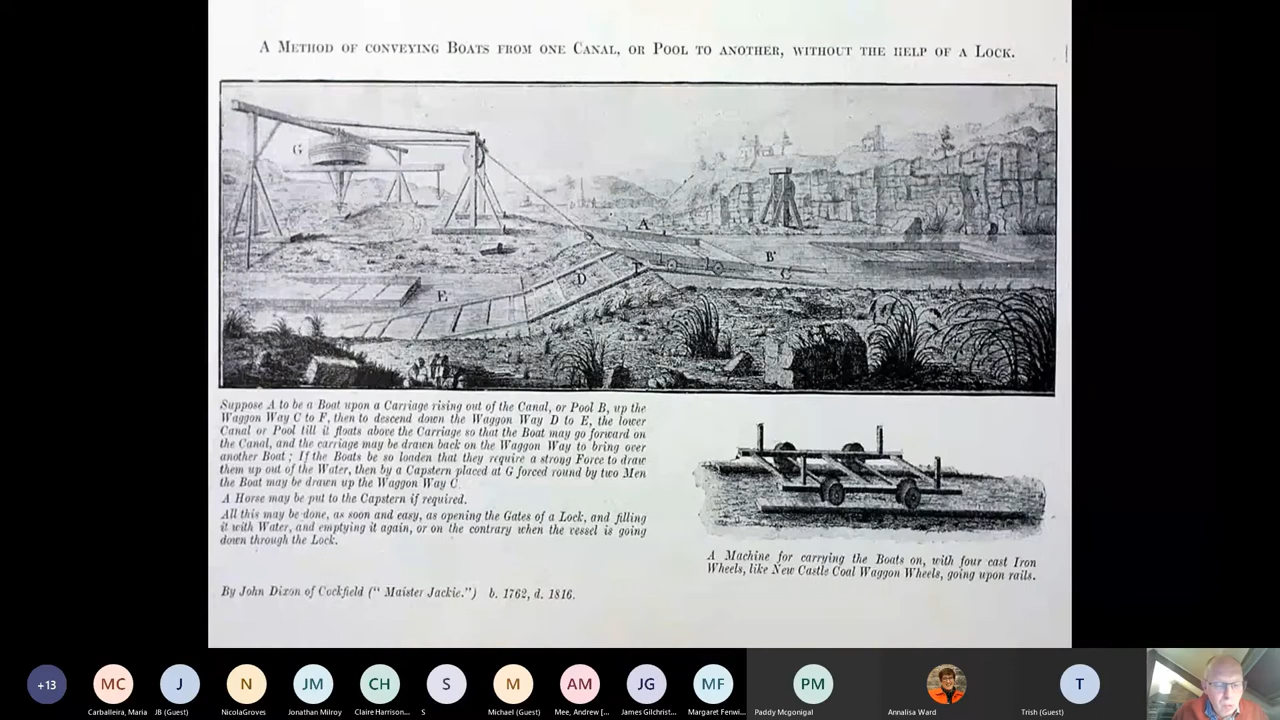 A Method of conveying Boats from one Canal, or Pool to another, without the help of a Lock.
G
A
B
C
D
F
E
Suppose A to be a Boat upon a Carriage rising out of the Canal, or Pool B, up the
Waggon Way C to F, then to descend down the Waggon Way D to E, the lower
Canal or Pool till it floats above the Carriage so that the Boat may go forward on
the Canal, and the carriage may be drawn back on the Waggon Way to bring over
another Boat ; If the Boats be so loaden that they require a strong Force to draw
them up out of the Water, then by a Capstern placed at G forced round by two Men
the Boat may be drawn up the Waggon Way C.
A Horse may be put to the Capstern if required.
All this may be done, as soon and easy, as opening the Gates of a Lock, and filling
it with Water, and emptying it again, or on the contrary when the vessel is going
down through the Lock.
A Machine for carrying the Boats on, with four cast Iron
Wheels, like New Castle Coal Waggon Wheels, going upon rails.
By John Dixon of Cockfield (" Maister Jackie.") b. 1762, d. 1816.
+13 MC J N JM CH S M AM JG MF PM T
Carballeira, Maria JB (Guest) NicolaGroves Jonathan Milroy Claire Harrison... S Michael (Guest) Mee, Andrew [... James Gilchrist... Margaret Fenwi... Paddy Mcgonigal Annalisa Ward Trish (Guest)